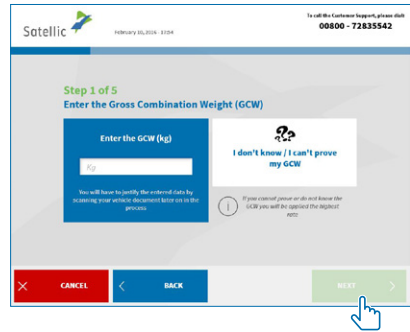 Satellic
February 10, 2016 - 17:54
To call the Customer Support, please dial:
00800 - 72835542
Step 1 of 5
Enter the Gross Combination Weight (GCW)
Enter the GCW (kg)
Kg
You will have to justify the entered data by
scanning your vehicle document later on in the
process
???
I don't know / I can't prove
my GCW
i
If you cannot prove or do not know the
GCW you will be applied the highest
rate
CANCEL
BACK
NEXT